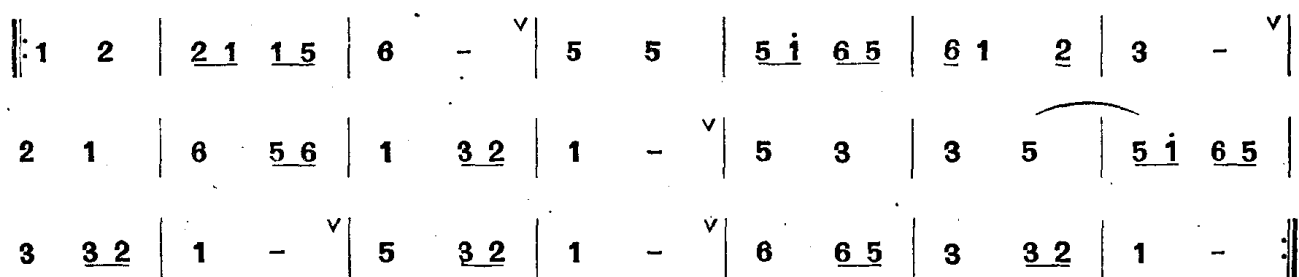 ‖: 1 2 | 2 1 1 5 | 6 - ∨ | 5 5 | 5 i 6 5 | 6 1 2 | 3 - ∨ |
2 1 | 6 5 6 | 1 3 2 | 1 - ∨ | 5 3 | 3 5 | 5 i 6 5 |
3 3 2 | 1 - ∨ | 5 3 2 | 1 - ∨ | 6 6 5 | 3 3 2 | 1 - :‖